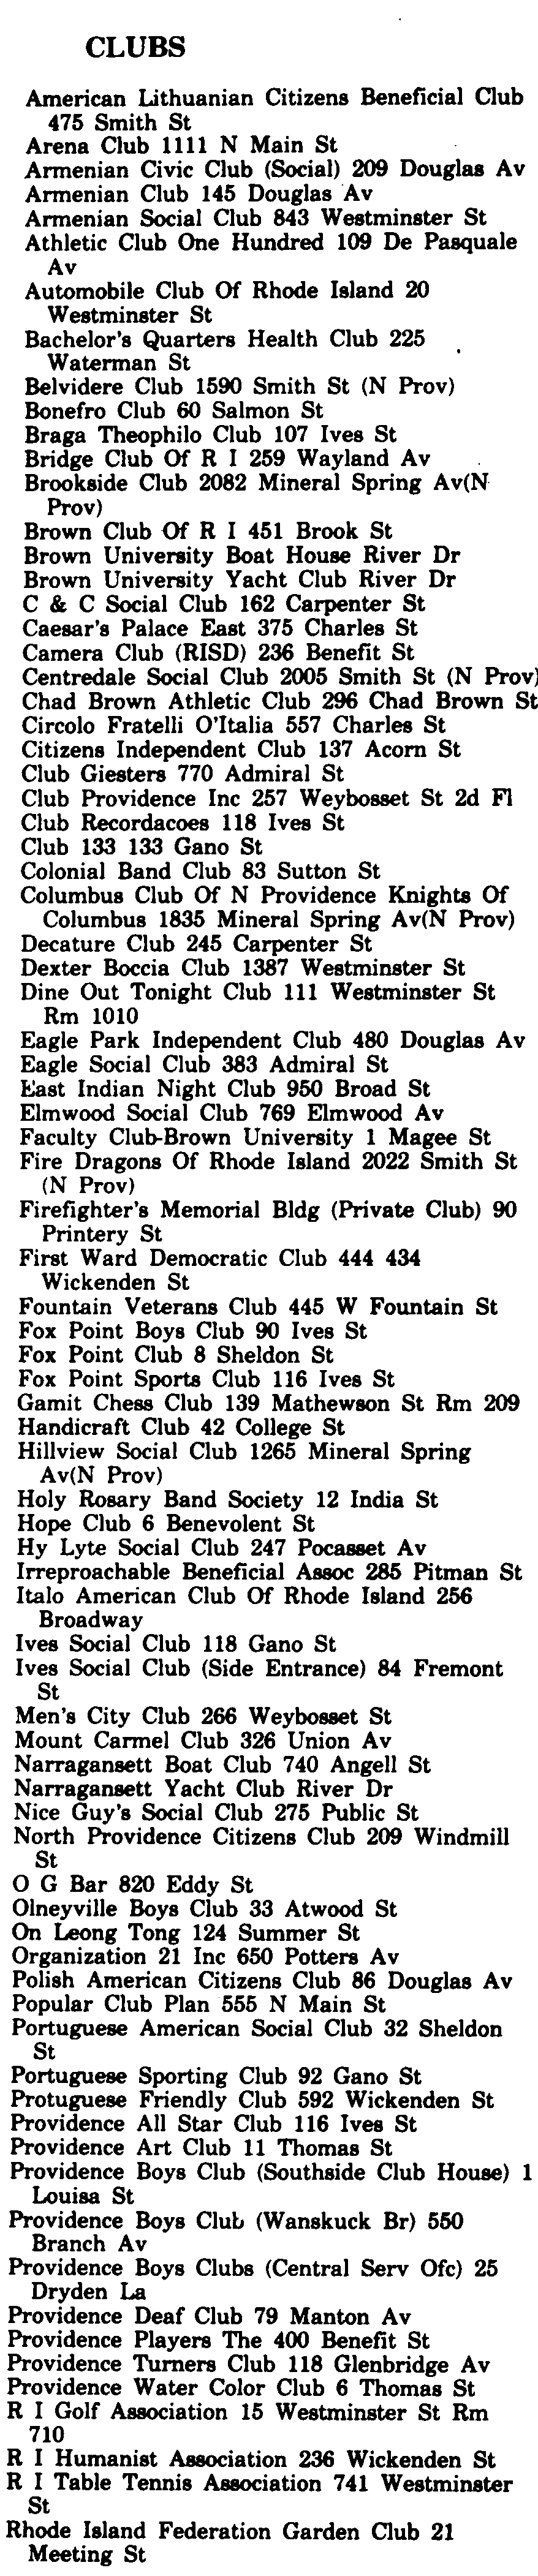 CLUBS
American Lithuanian Citizens Beneficial Club
475 Smith St
Arena Club 1111 N Main St
Armenian Civic Club (Social) 209 Douglas Av
Armenian Club 145 Douglas Av
Armenian Social Club 843 Westminster St
Athletic Club One Hundred 109 De Pasquale
Av
Automobile Club Of Rhode Island 20
Westminster St
Bachelor's Quarters Health Club 225
Waterman St
Belvidere Club 1590 Smith St (N Prov)
Bonefro Club 60 Salmon St
Braga Theophilo Club 107 Ives St
Bridge Club Of R I 259 Wayland Av
Brookside Club 2082 Mineral Spring Av(N
Prov)
Brown Club Of R I 451 Brook St
Brown University Boat House River Dr
Brown University Yacht Club River Dr
C & C Social Club 162 Carpenter St
Caesar's Palace East 375 Charles St
Camera Club (RISD) 236 Benefit St
Centredale Social Club 2005 Smith St (N Prov)
Chad Brown Athletic Club 296 Chad Brown St
Circolo Fratelli O'Italia 557 Charles St
Citizens Independent Club 137 Acorn St
Club Giesters 770 Admiral St
Club Providence Inc 257 Weybosset St 2d Fl
Club Recordacoes 118 Ives St
Club 133 133 Gano St
Colonial Band Club 83 Sutton St
Columbus Club Of N Providence Knights Of
Columbus 1835 Mineral Spring Av(N Prov)
Decature Club 245 Carpenter St
Dexter Boccia Club 1387 Westminster St
Dine Out Tonight Club 111 Westminster St
Rm 1010
Eagle Park Independent Club 480 Douglas Av
Eagle Social Club 383 Admiral St
East Indian Night Club 950 Broad St
Elmwood Social Club 769 Elmwood Av
Faculty Club-Brown University 1 Magee St
Fire Dragons Of Rhode Island 2022 Smith St
(N Prov)
Firefighter's Memorial Bldg (Private Club) 90
Printery St
First Ward Democratic Club 444 434
Wickenden St
Fountain Veterans Club 445 W Fountain St
Fox Point Boys Club 90 Ives St
Fox Point Club 8 Sheldon St
Fox Point Sports Club 116 Ives St
Gamit Chess Club 139 Mathewson St Rm 209
Handicraft Club 42 College St
Hillview Social Club 1265 Mineral Spring
Av(N Prov)
Holy Rosary Band Society 12 India St
Hope Club 6 Benevolent St
Hy Lyte Social Club 247 Pocasset Av
Irreproachable Beneficial Assoc 285 Pitman St
Italo American Club Of Rhode Island 256
Broadway
Ives Social Club 118 Gano St
Ives Social Club (Side Entrance) 84 Fremont
St
Men's City Club 266 Weybosset St
Mount Carmel Club 326 Union Av
Narragansett Boat Club 740 Angell St
Narragansett Yacht Club River Dr
Nice Guy's Social Club 275 Public St
North Providence Citizens Club 209 Windmill
St
O G Bar 820 Eddy St
Olneyville Boys Club 33 Atwood St
On Leong Tong 124 Summer St
Organization 21 Inc 650 Potters Av
Polish American Citizens Club 86 Douglas Av
Popular Club Plan 555 N Main St
Portuguese American Social Club 32 Sheldon
St
Portuguese Sporting Club 92 Gano St
Protuguese Friendly Club 592 Wickenden St
Providence All Star Club 116 Ives St
Providence Art Club 11 Thomas St
Providence Boys Club (Southside Club House) 1
Louisa St
Providence Boys Club (Wanskuck Br) 550
Branch Av
Providence Boys Clubs (Central Serv Ofc) 25
Dryden La
Providence Deaf Club 79 Manton Av
Providence Players The 400 Benefit St
Providence Turners Club 118 Glenbridge Av
Providence Water Color Club 6 Thomas St
R I Golf Association 15 Westminster St Rm
710
R I Humanist Association 236 Wickenden St
R I Table Tennis Association 741 Westminster
St
Rhode Island Federation Garden Club 21
Meeting St